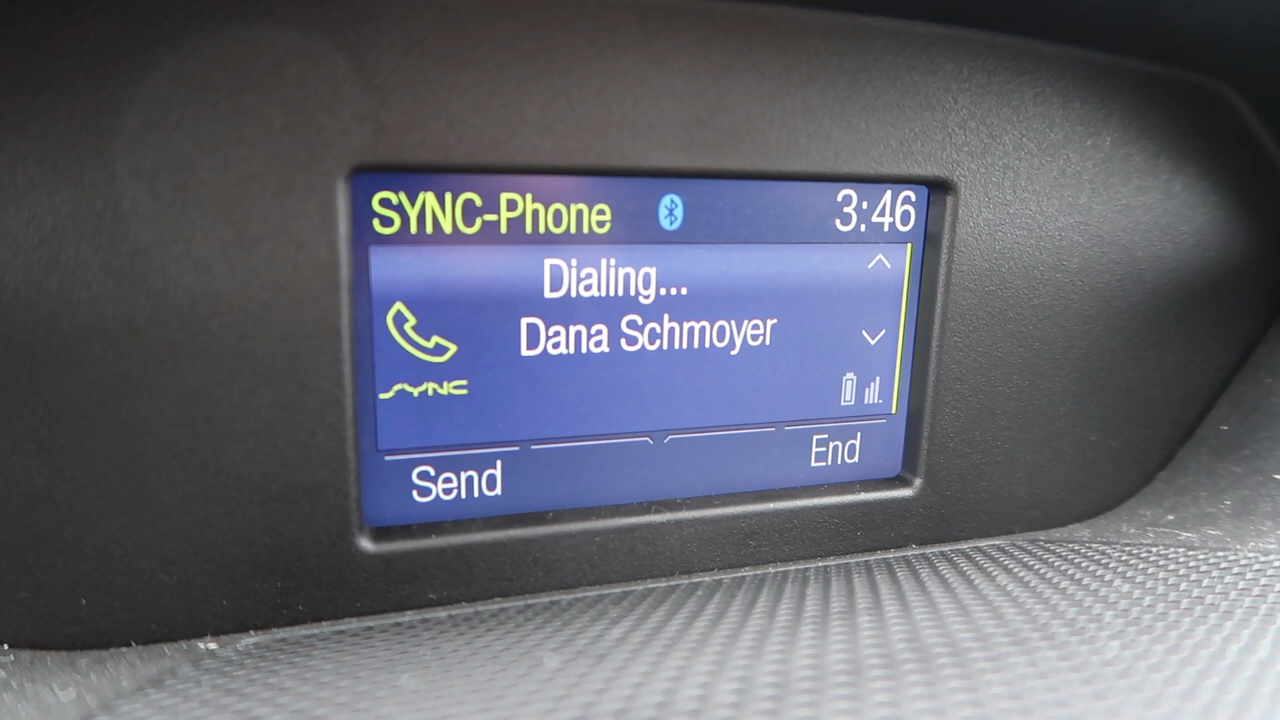 SYNC-Phone 3:46
Dialing...
Dana Schmoyer
SYNC
Send End